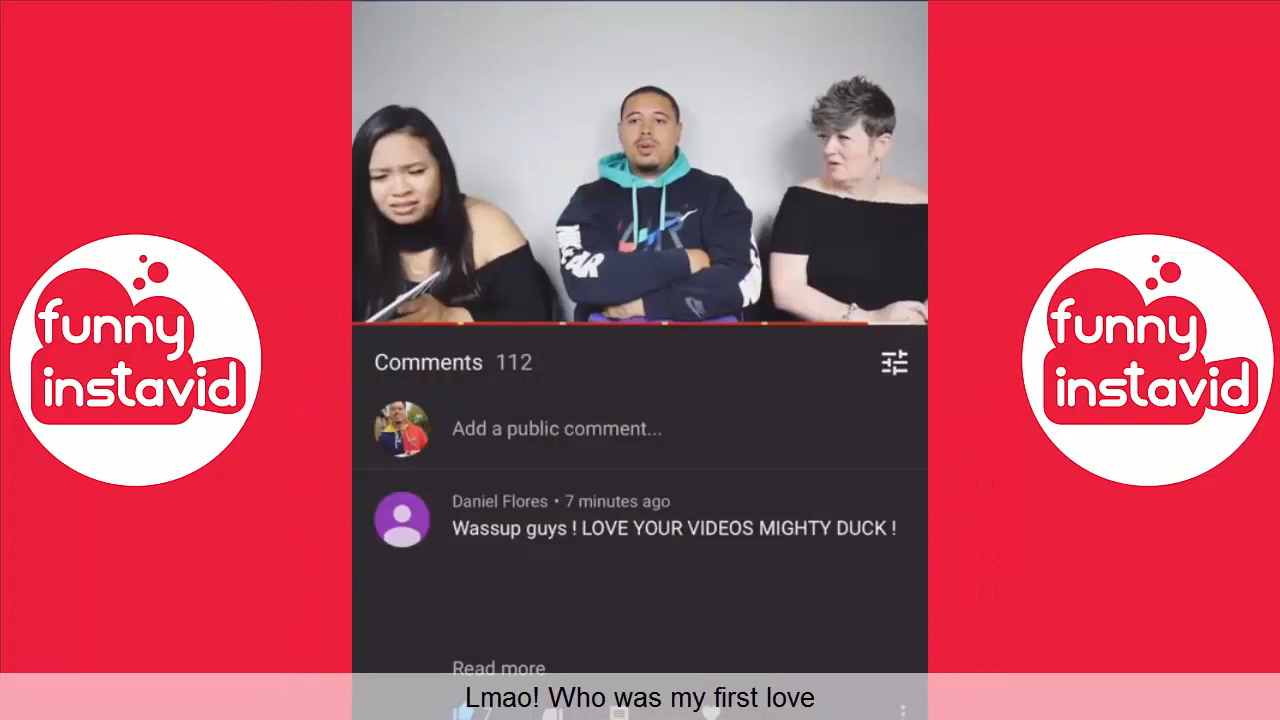 funny
instavid
Comments 112
Add a public comment...
Daniel Flores • 7 minutes ago
Wassup guys ! LOVE YOUR VIDEOS MIGHTY DUCK !
Read more
7
Lmao! Who was my first love
funny
instavid